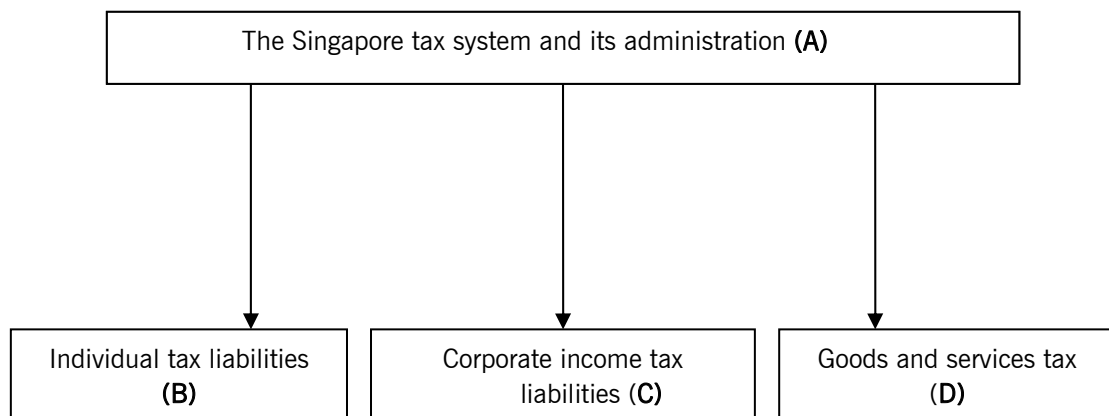 The Singapore tax system and its administration (A)
Individual tax liabilities
(B)
Corporate income tax
liabilities (C)
Goods and services tax
(D)